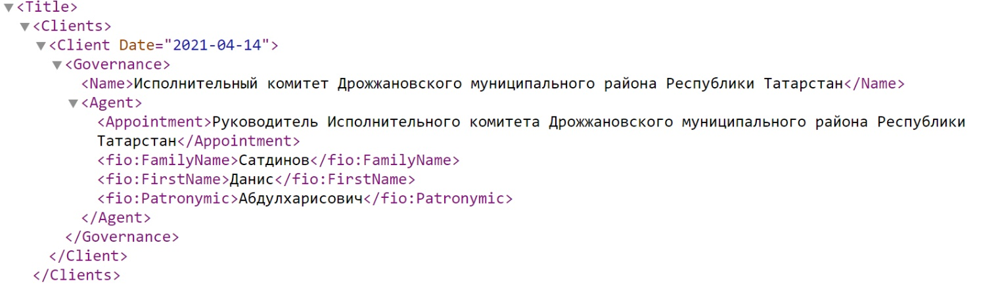 <Title>
<Clients>
<Client Date="2021-04-14">
<Governance>
<Name>Исполнительный комитет Дрожжановского муниципального района Республики Татарстан</Name>
<Agent>
<Appointment>Руководитель Исполнительного комитета Дрожжановского муниципального района Республики
Татарстан</Appointment>
<fio:FamilyName>Сатдинов</fio:FamilyName>
<fio:FirstName>Данис</fio:FirstName>
<fio:Patronymic>Абдулхарисович</fio:Patronymic>
</Agent>
</Governance>
</Client>
</Clients>